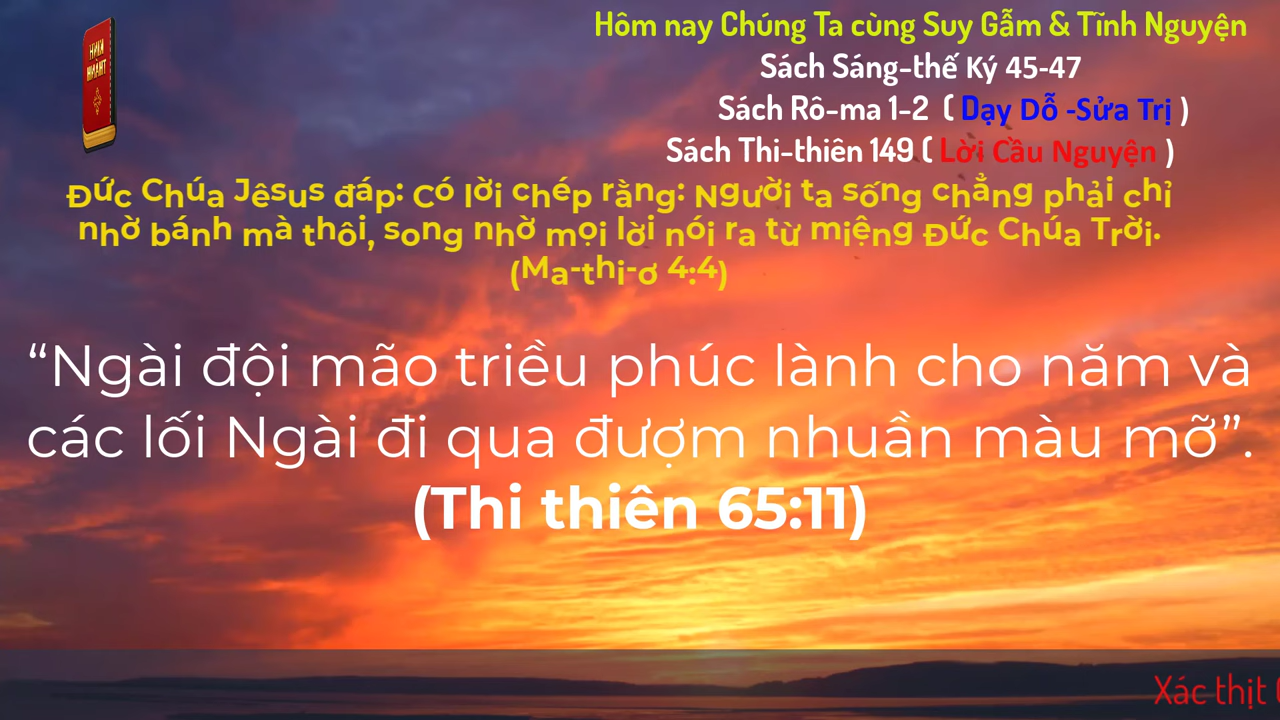 Hôm nay Chúng Ta cùng Suy Gẫm & Tĩnh Nguyện
Sách Sáng-thế Ký 45-47
Sách Rô-ma 1-2 ( Dạy Dỗ -Sửa Trị )
Sách Thi-thiên 149 ( Lời Cầu Nguyện )
KINH
THÁNH
Đức Chúa Jêsus đáp: Có lời chép rằng: Người ta sống chẳng phải chỉ
nhờ bánh mà thôi, song nhờ mọi lời nói ra từ miệng Đức Chúa Trời.
(Ma-thi-ơ 4:4)
“Ngài đội mão triều phúc lành cho năm và
các lối Ngài đi qua đượm nhuần màu mỡ”.
(Thi thiên 65:11)
Xác thịt